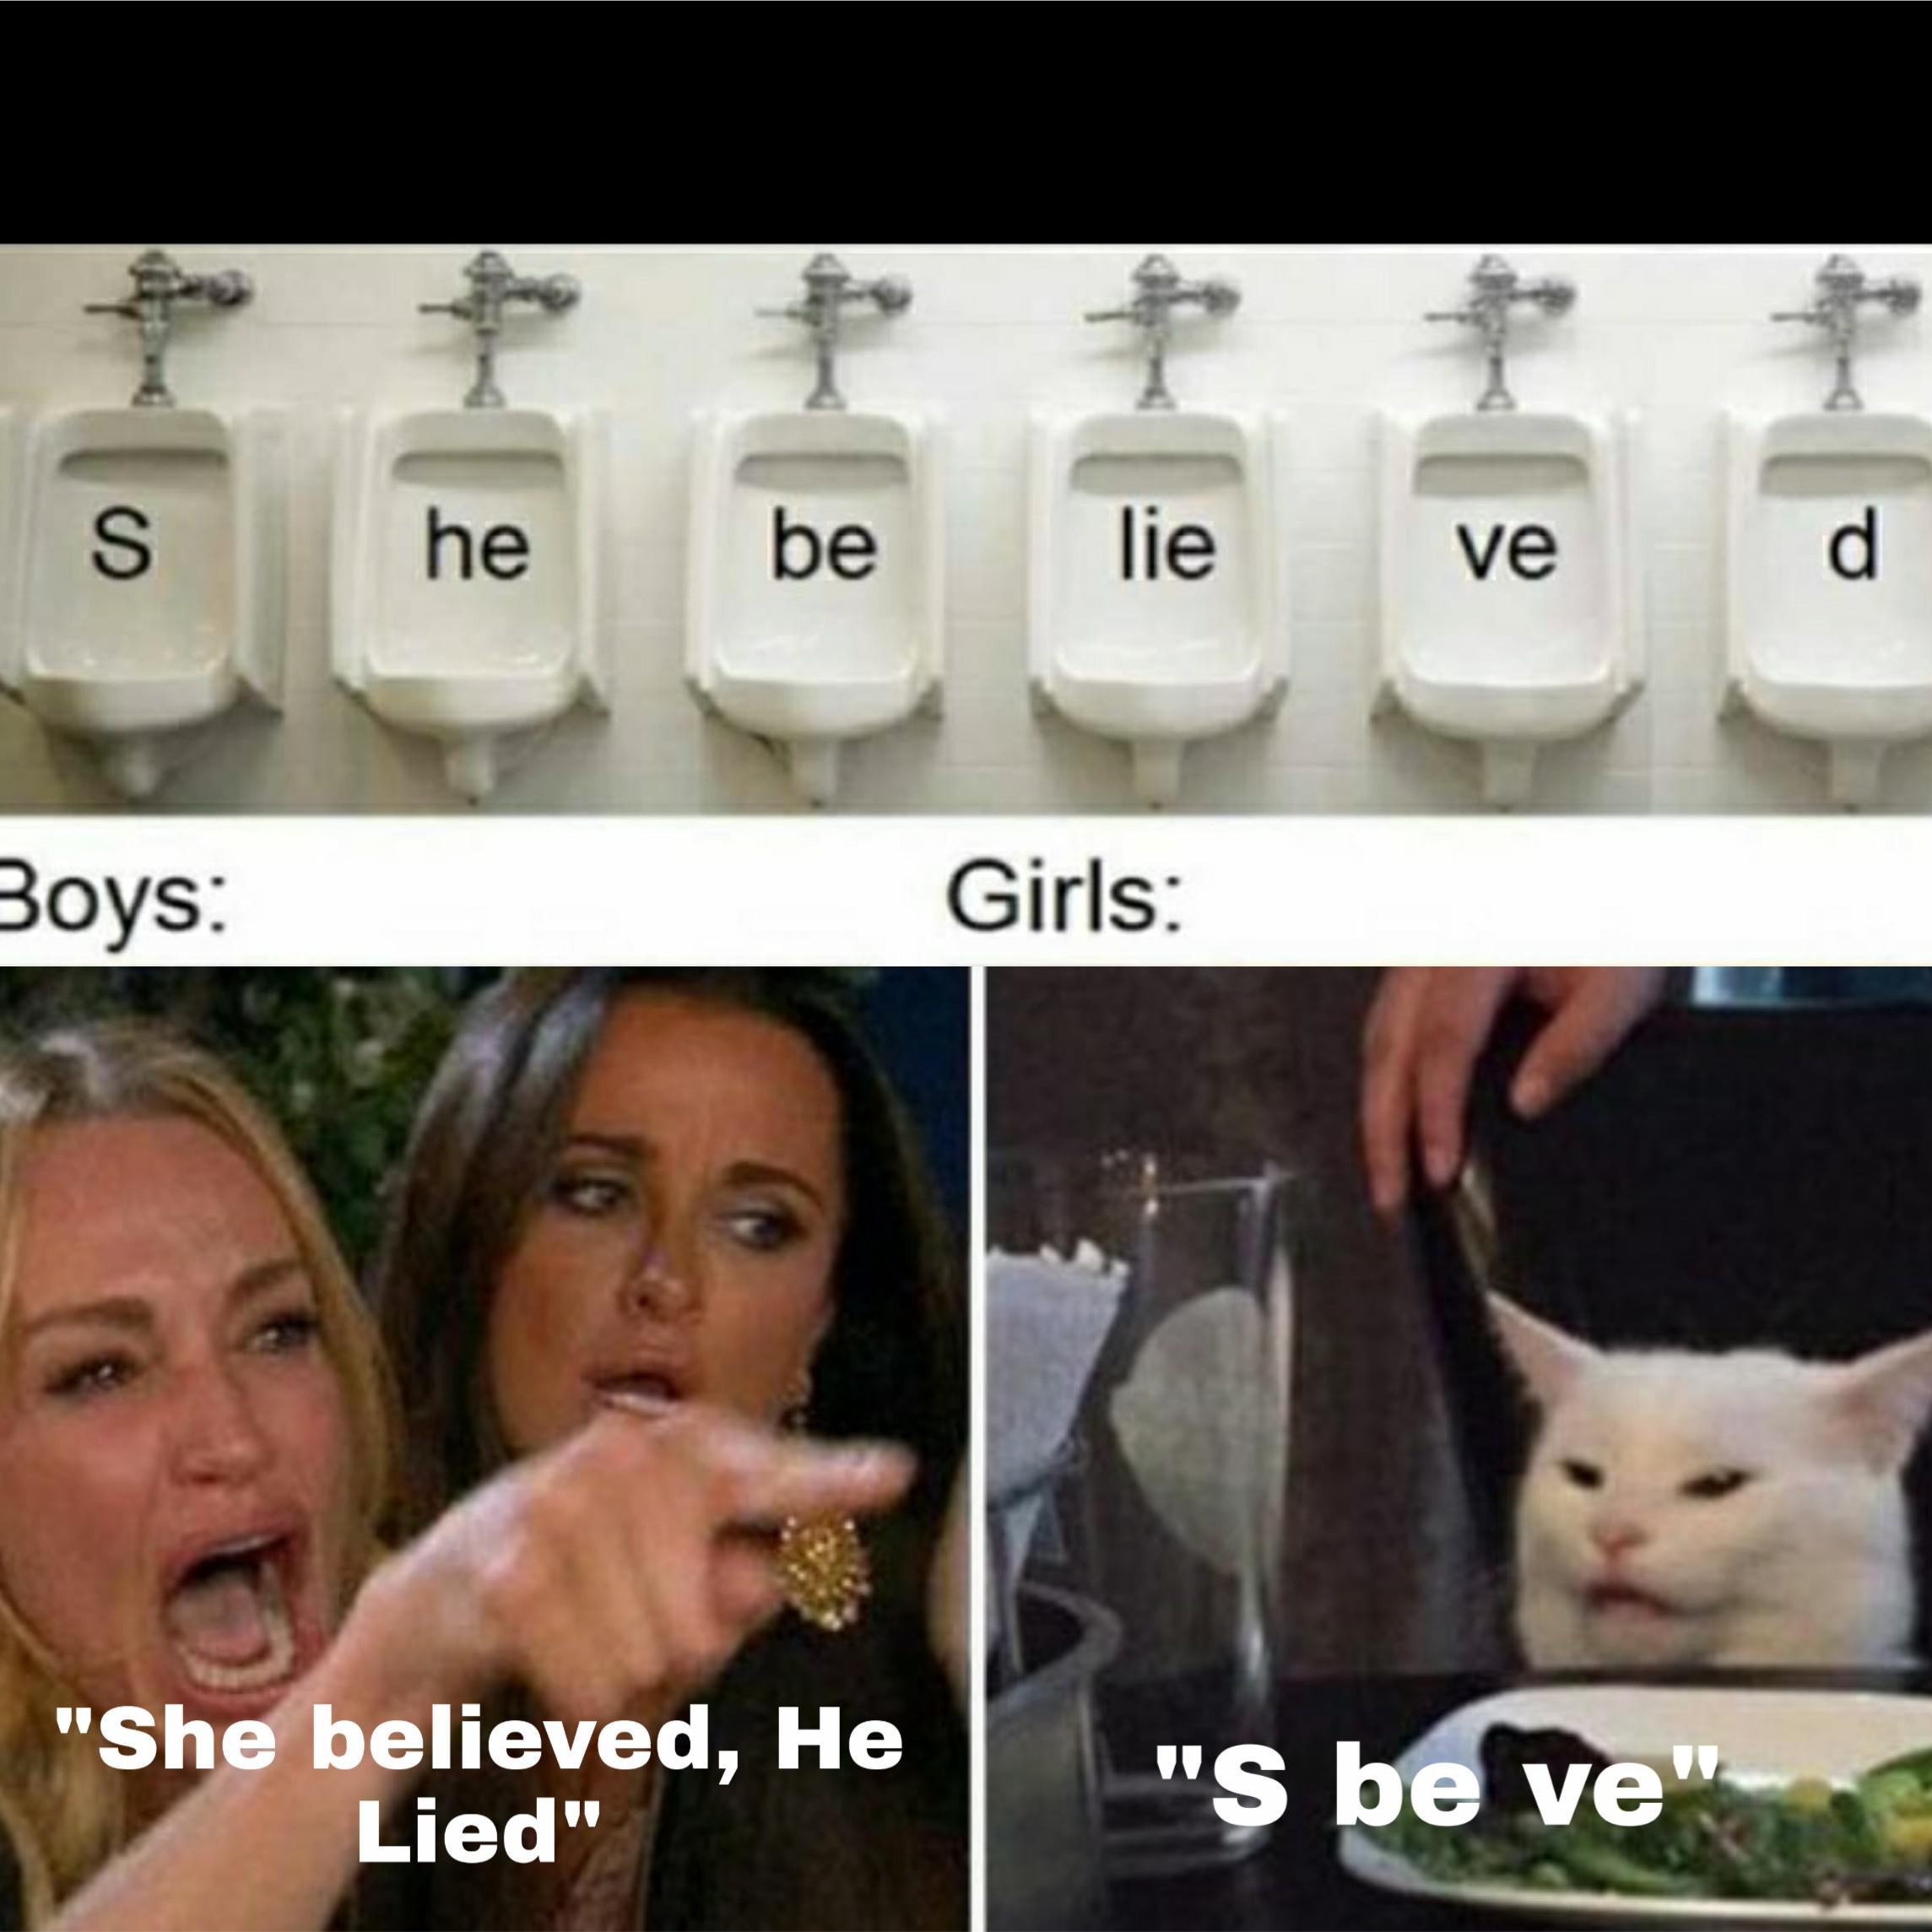 S he be lie ve d
Boys: Girls:
"She believed, He
Lied"
"S be ve"